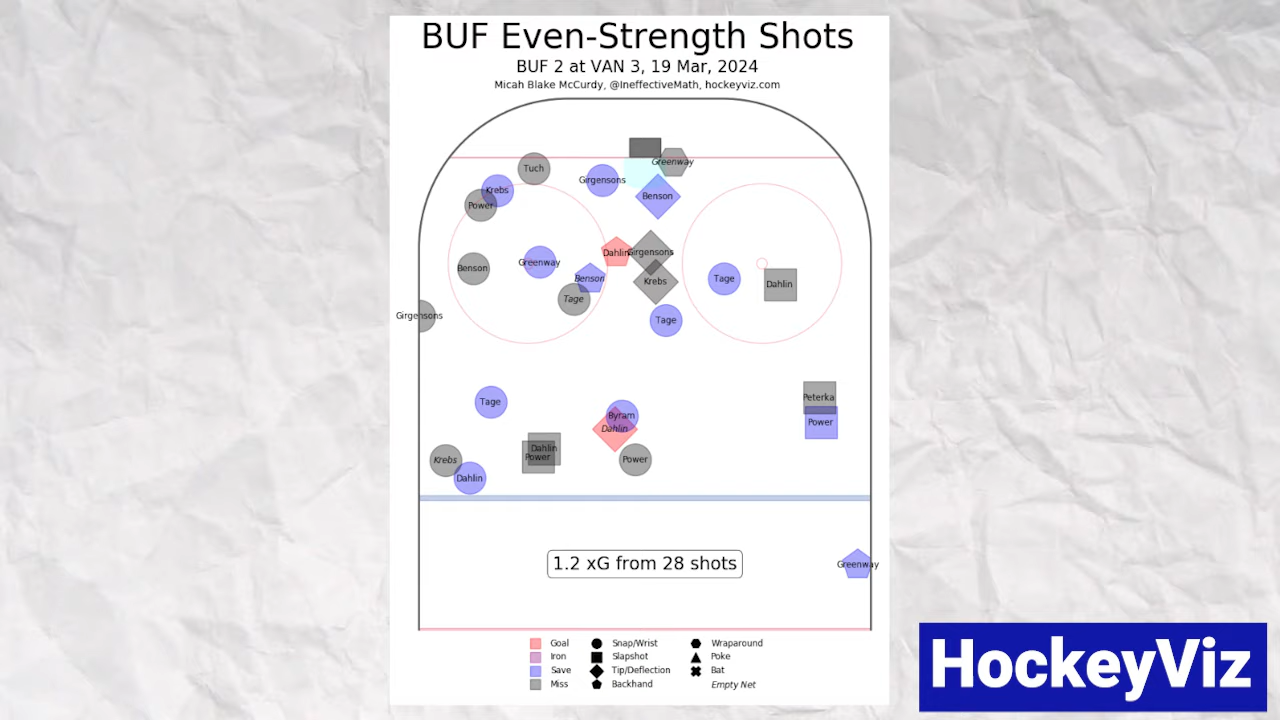 BUF Even-Strength Shots
BUF 2 at VAN 3, 19 Mar, 2024
Micah Blake McCurdy, @IneffectiveMath, hockeyviz.com
Greenway
Tuch
Girgensons
Krebs
Benson
Power
Dahlin
Girgensons
Greenway
Benson
Benson
Tage
Krebs
Tage
Dahlin
Girgensons
Tage
Tage
Peterka
Byram
Power
Dahlin
Dahlin
Power
Krebs
Power
Dahlin
1.2 xG from 28 shots
Greenway
Goal
Snap/Wrist
Wraparound
Iron
Slapshot
Poke
Save
Tip/Deflection
Bat
Miss
Backhand
Empty Net
HockeyViz